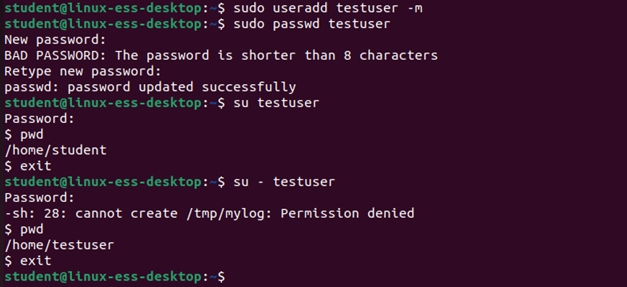 student@linux-ess-desktop:~$ sudo useradd testuser -m
student@linux-ess-desktop:~$ sudo passwd testuser
New password:
BAD PASSWORD: The password is shorter than 8 characters
Retype new password:
passwd: password updated successfully
student@linux-ess-desktop:~$ su testuser
Password:
$ pwd
/home/student
$ exit
student@linux-ess-desktop:~$ su - testuser
Password:
-sh: 28: cannot create /tmp/mylog: Permission denied
$ pwd
/home/testuser
$ exit
student@linux-ess-desktop:~$